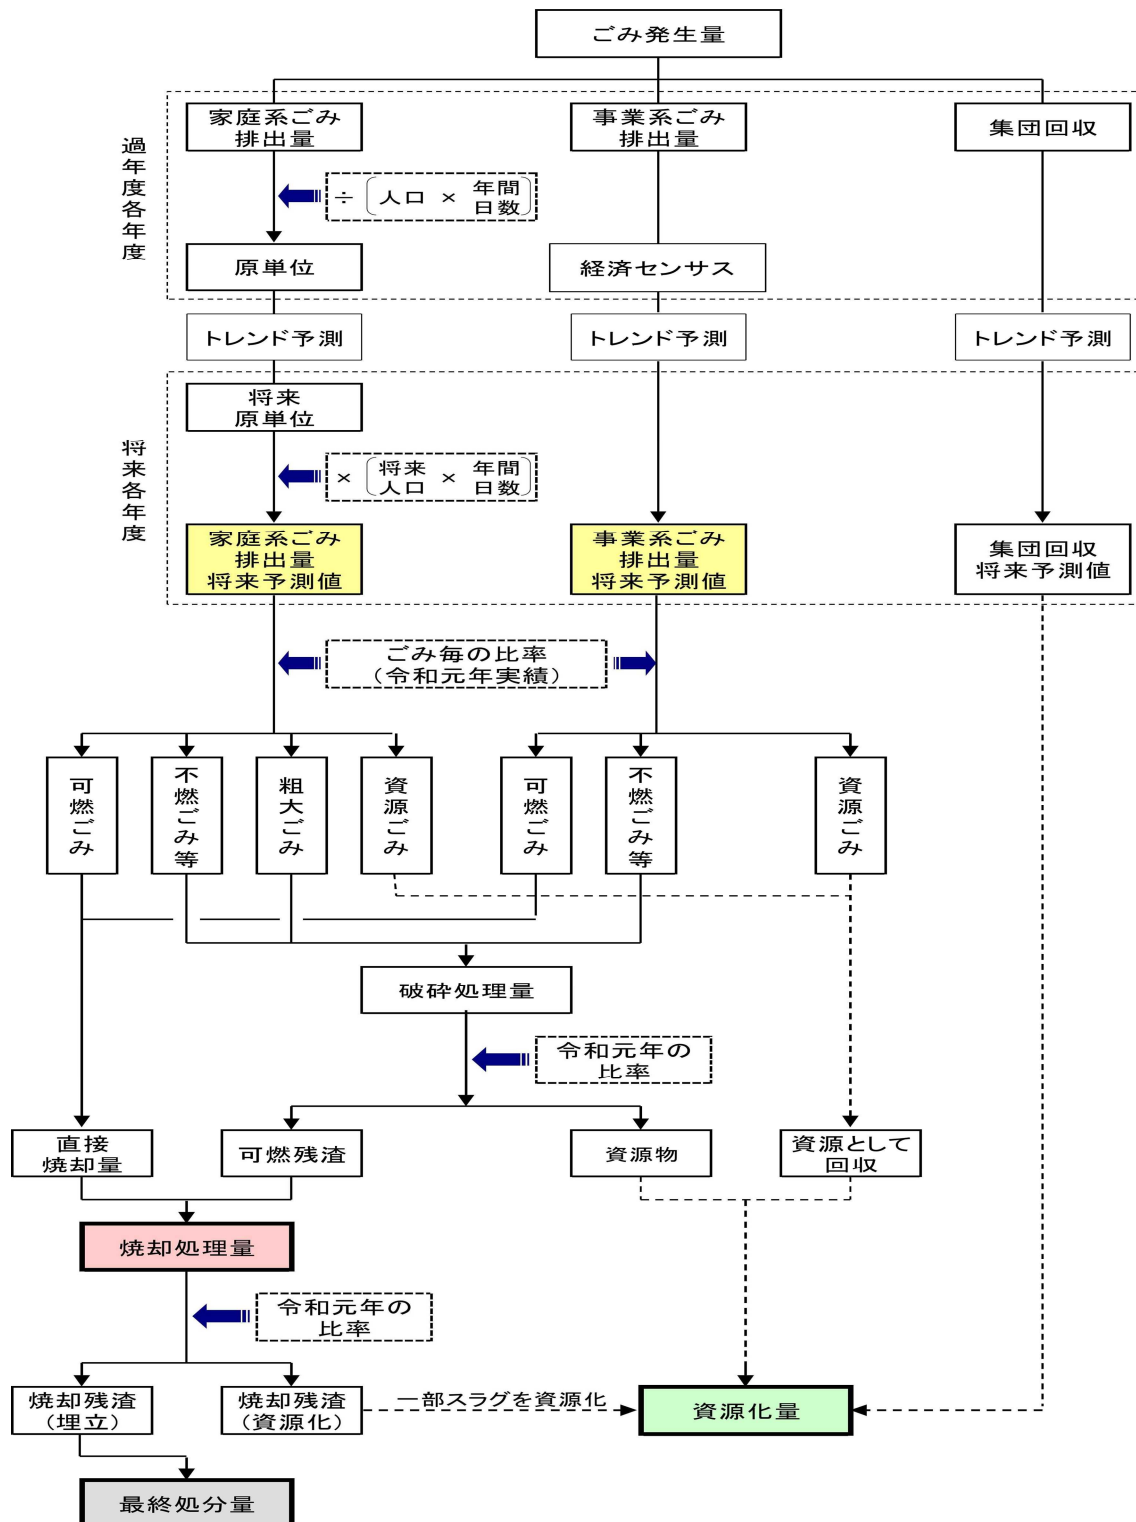 ごみ発生量
過年度各年度
家庭系ごみ
排出量
事業系ごみ
排出量
集団回収
÷(人口 × 年間
日数)
原単位
経済センサス
トレンド予測
トレンド予測
トレンド予測
将来各年度
将来
原単位
×(将来
人口 × 年間
日数)
家庭系ごみ
排出量
将来予測値
事業系ごみ
排出量
将来予測値
集団回収
将来予測値
ごみ毎の比率
(令和元年実績)
可燃ごみ
不燃ごみ等
粗大ごみ
資源ごみ
可燃ごみ
不燃ごみ等
資源ごみ
破砕処理量
令和元年の
比率
直接
焼却量
可燃残渣
資源物
資源として
回収
焼却処理量
令和元年の
比率
焼却残渣
(埋立)
焼却残渣
(資源化)
一部スラグを資源化
資源化量
最終処分量